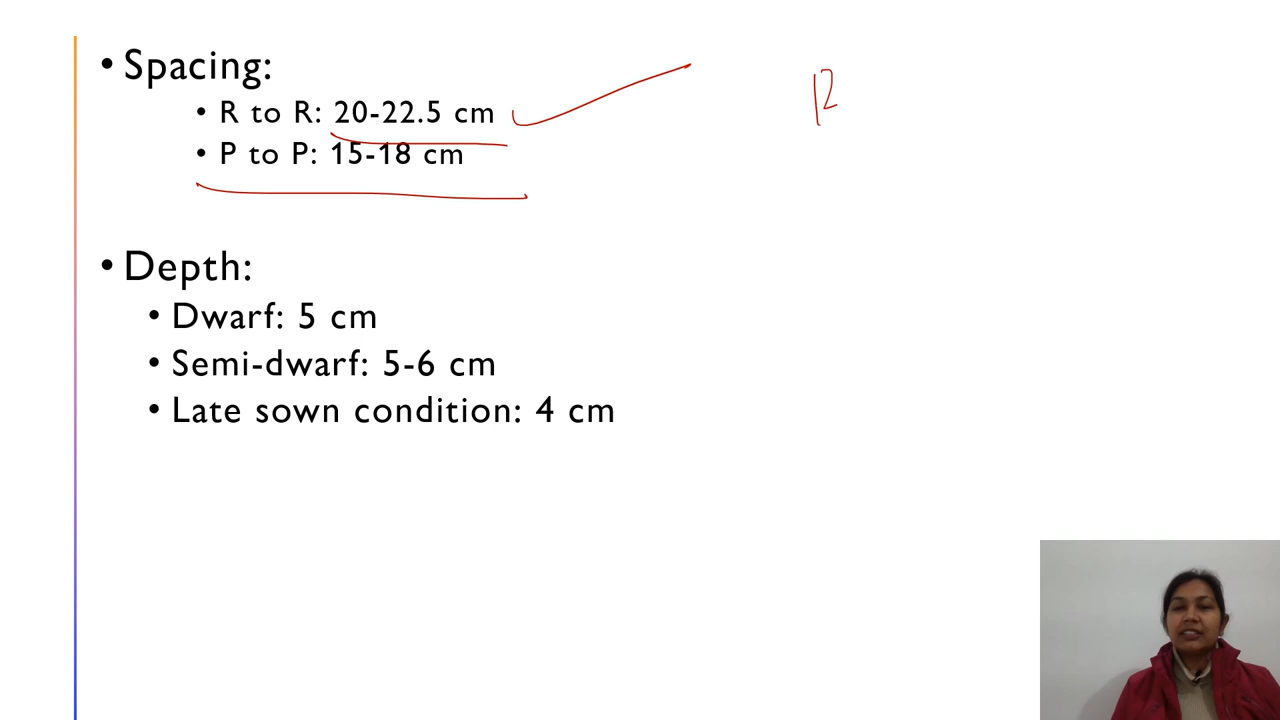 • Spacing:
• R to R: 20-22.5 cm
• P to P: 15-18 cm
R
• Depth:
• Dwarf: 5 cm
• Semi-dwarf: 5-6 cm
• Late sown condition: 4 cm